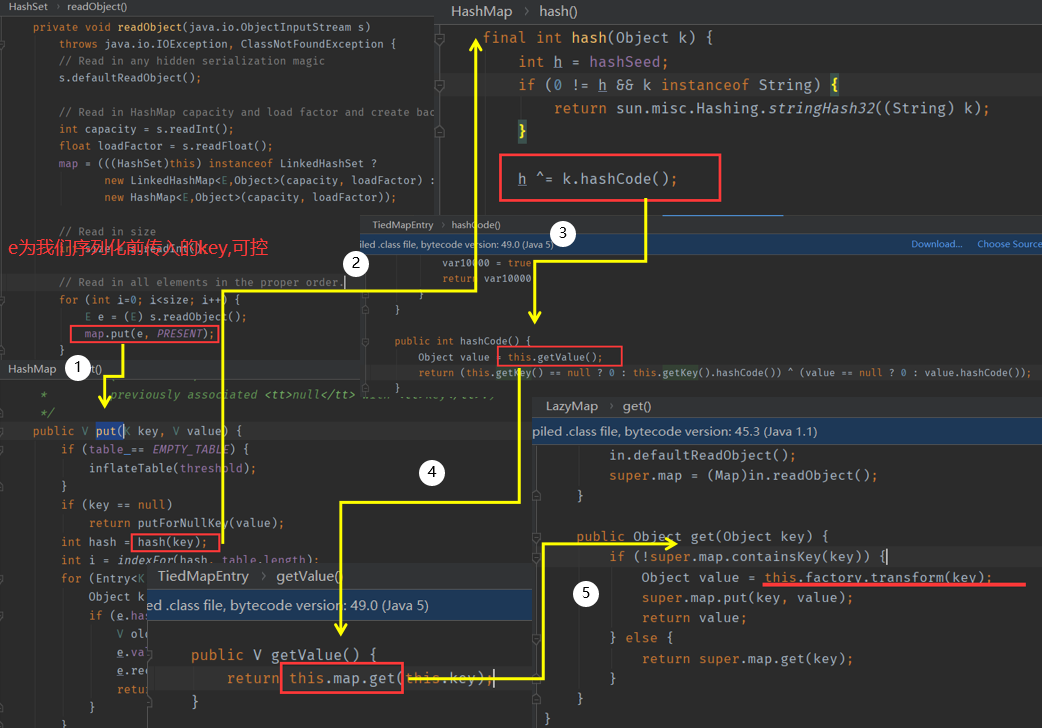 HashSet › readObject()
private void readObject(java.io.ObjectInputStream s)
throws java.io.IOException, ClassNotFoundException {
// Read in any hidden serialization magic
s.defaultReadObject();
// Read in HashMap capacity and load factor and create bac
int capacity = s.readInt();
float loadFactor = s.readFloat();
map = (((HashSet)this) instanceof LinkedHashSet ?
new LinkedHashMap<E,Object>(capacity, loadFactor) :
new HashMap<E,Object>(capacity, loadFactor));
// Read in size
e为我们序列化前传入的key,可控
// Read in all elements in the proper order.
for (int i=0; i<size; i++) {
E e = (E) s.readObject();
map.put(e, PRESENT);
}
HashMap › hash()
final int hash(Object k) {
int h = hashSeed;
if (0 != h && k instanceof String) {
return sun.misc.Hashing.stringHash32((String) k);
}
h ^= k.hashCode();
2
TiedMapEntry › hashCode()
3
piled .class file, bytecode version: 49.0 (Java 5)
Download...
Choose Source
var10000 = true
return var10000
}
}
public int hashCode() {
Object value = this.getValue();
return (this.getKey() == null ? 0 : this.getKey().hashCode()) ^ (value == null ? 0 : value.hashCode());
}
HashMap
1
t()
* previously associated <tt>null</tt> with
*/
public V put(K key, V value) {
if (table == EMPTY_TABLE) {
inflateTable(threshold);
}
if (key == null)
return putForNullKey(value);
int hash = hash(key);
int i = indexFor(hash, table.length);
for (Entry<K
Object k
if (e.has
V old
e.va
e.rec
retur
}
}
4
TiedMapEntry › getValue()
ed .class file, bytecode version: 49.0 (Java 5)
public V getValue() {
return this.map.get(this.key);
}
LazyMap › get()
piled .class file, bytecode version: 45.3 (Java 1.1)
in.defaultReadObject();
super.map = (Map)in.readObject();
}
public Object get(Object key) {
if (!super.map.containsKey(key)) {
Object value = this.factory.transform(key);
super.map.put(key, value);
return value;
} else {
return super.map.get(key);
}
}
}
5